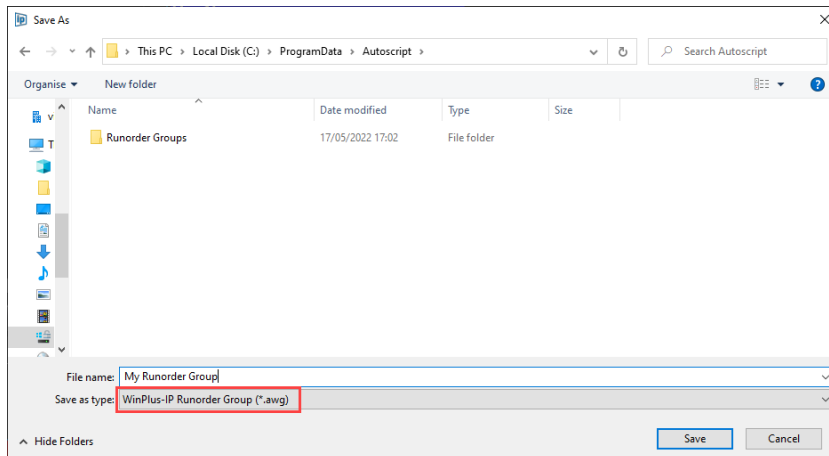 Save As
This PC > Local Disk (C:) > ProgramData > Autoscript >
Search Autoscript
Organise
New folder
Name Date modified Type Size
Runorder Groups 17/05/2022 17:02 File folder
v
T
File name: My Runorder Group
Save as type: WinPlus-IP Runorder Group (*.awg)
Hide Folders
Save Cancel